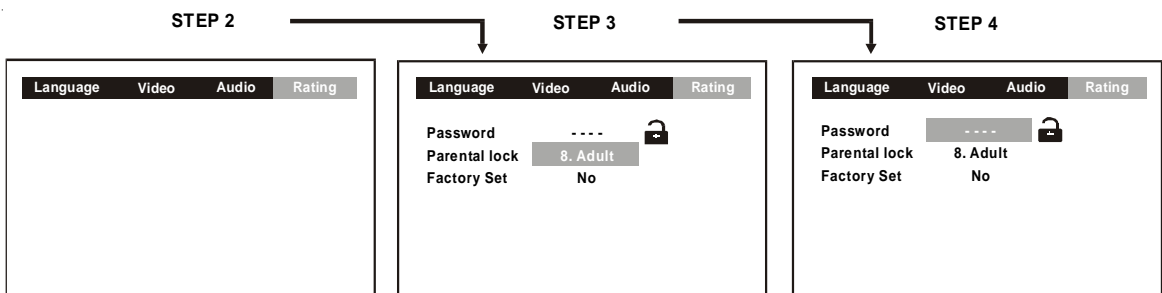 STEP 2
STEP 3
STEP 4
Language Video Audio Rating
Language Video Audio Rating
Password - - - -
Parental lock 8. Adult
Factory Set No
Language Video Audio Rating
Password - - - -
Parental lock 8. Adult
Factory Set No